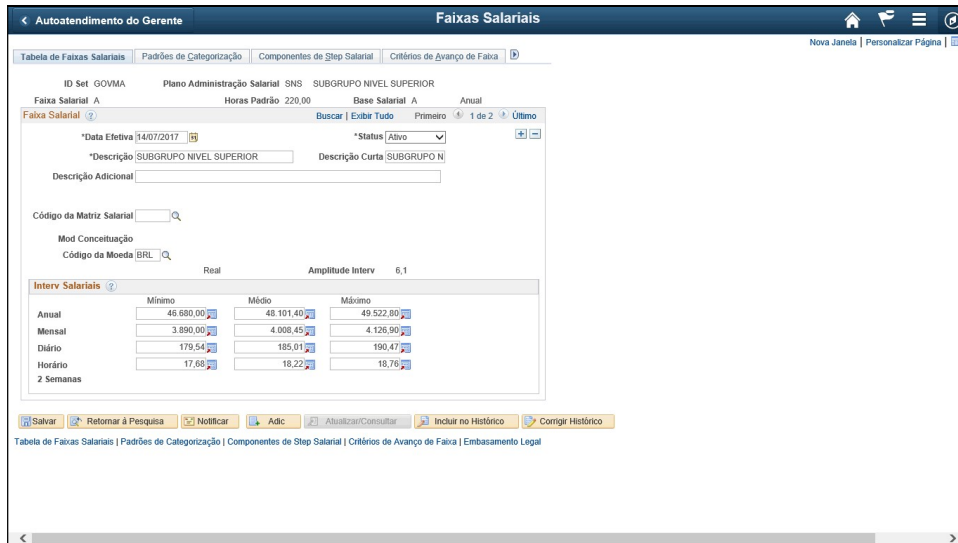 Autoatendimento do Gerente
Faixas Salariais
Nova Janela | Personalizar Página |
Tabela de Faixas Salariais Padrões de Categorização Componentes de Step Salarial Critérios de Avanço de Faixa
ID Set GOVMA Plano Administração Salarial SNS SUBGRUPO NIVEL SUPERIOR
Faixa Salarial A Horas Padrão 220,00 Base Salarial A Anual
Faixa Salarial Buscar | Exibir Tudo Primeiro 1 de 2 Último
*Data Efetiva 14/07/2017 *Status Ativo
*Descrição SUBGRUPO NIVEL SUPERIOR Descrição Curta SUBGRUPO N
Descrição Adicional
Código da Matriz Salarial
Mod Conceituação
Código da Moeda BRL
Real Amplitude Interv 6,1
Interv Salariais
Mínimo Médio Máximo
Anual 46.680,00 48.101,40 49.522,80
Mensal 3.890,00 4.008,45 4.126,90
Diário 179,54 185,01 190,47
Horário 17,68 18,22 18,76
2 Semanas
Salvar Retornar à Pesquisa Notificar Adic Atualizar/Consultar Incluir no Histórico Corrigir Histórico
Tabela de Faixas Salariais | Padrões de Categorização | Componentes de Step Salarial | Critérios de Avanço de Faixa | Embasamento Legal